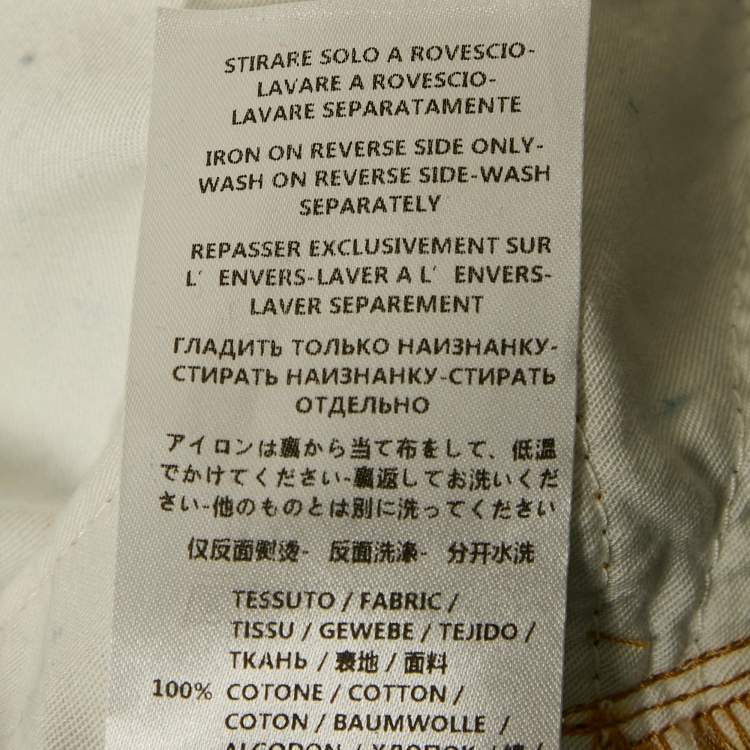 STIRARE SOLO A ROVESCIO-
LAVARE A ROVESCIO-
LAVARE SEPARATAMENTE
IRON ON REVERSE SIDE ONLY-
WASH ON REVERSE SIDE-WASH
SEPARATELY
REPASSER EXCLUSIVEMENT SUR
L' ENVERS-LAVER A L' ENVERS-
LAVER SEPAREMENT
ГЛАДИТЬ ТОЛЬКО НАИЗНАНКУ-
СТИРАТЬ НАИЗНАНКУ-СТИРАТЬ
ОТДЕЛЬНО
アイロンは裏から当て布をして、低温
でかけてください-裏返してお洗いくだ
さい-他のものとは別に洗ってください
仅反面熨烫- 反面洗涤- 分开水洗
TESSUTO / FABRIC /
TISSU / GEWEBE / TEJIDO /
ТКАНЬ / 表地 / 面料
100% COTONE / COTTON /
COTON / BAUMWOLLE /
ALGODON / ХЛОПОК /